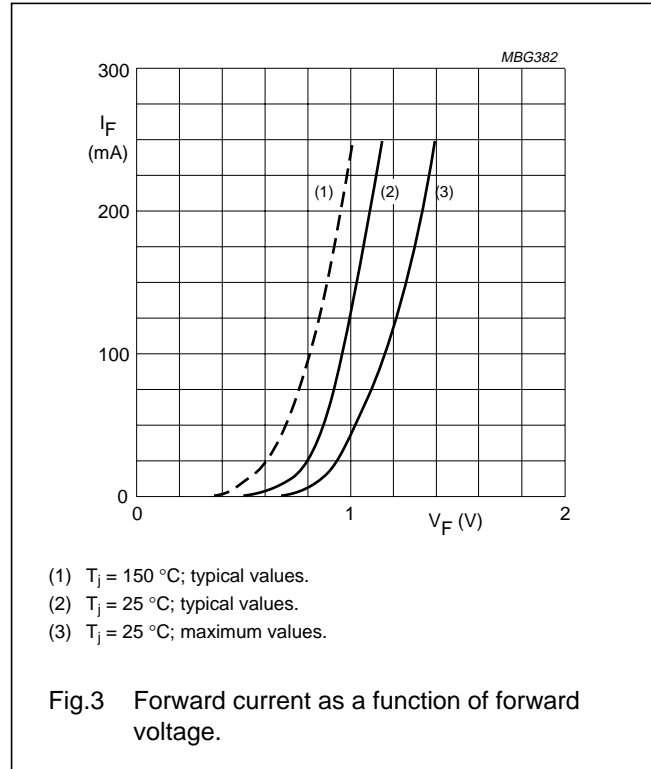 MBG382
300
I_F
(mA)
(1)
(2)
(3)
200
100
0
0
1
V_F (V)
2
(1) T_j = 150 °C; typical values.
(2) T_j = 25 °C; typical values.
(3) T_j = 25 °C; maximum values.
Fig.3 Forward current as a function of forward
voltage.